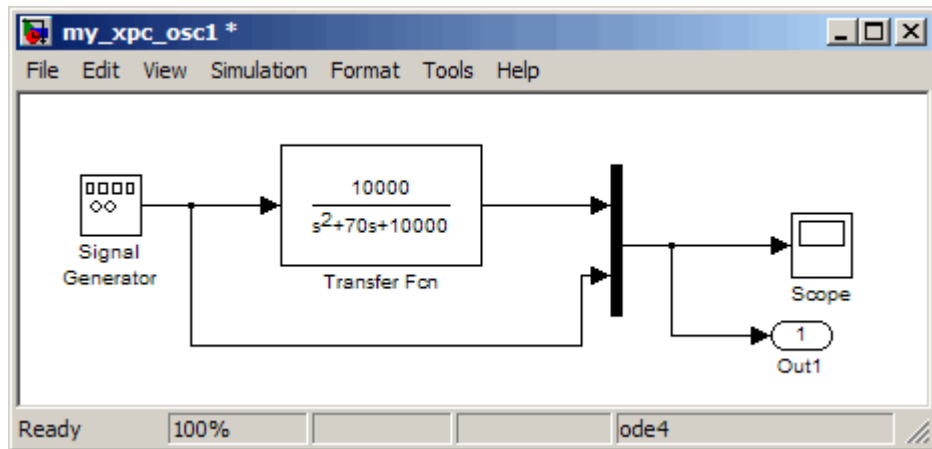 my_xpc_osc1 *
File Edit View Simulation Format Tools Help
Signal
Generator
10000
s2+70s+10000
Transfer Fcn
Scope
1
Out1
Ready 100% ode4